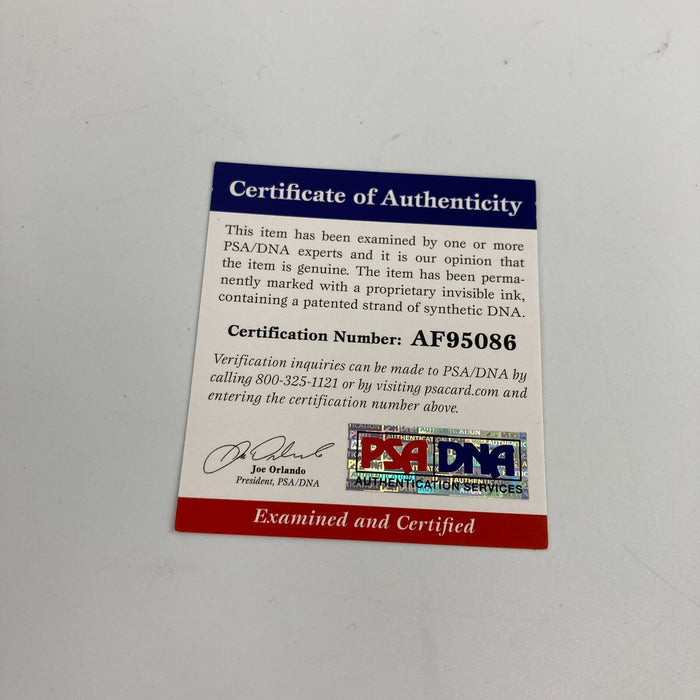 Certificate of Authenticity
This item has been examined by one or more
PSA/DNA experts and it is our opinion that
the item is genuine. The item has been perma-
nently marked with a proprietary invisible ink,
containing a patented strand of synthetic DNA.
Certification Number: AF95086
Verification inquiries can be made to PSA/DNA by
calling 800-325-1121 or by visiting psacard.com and
entering the certification number above.
Joe Orlando
President, PSA/DNA
PSA DNA
AUTHENTICATION SERVICES
Examined and Certified